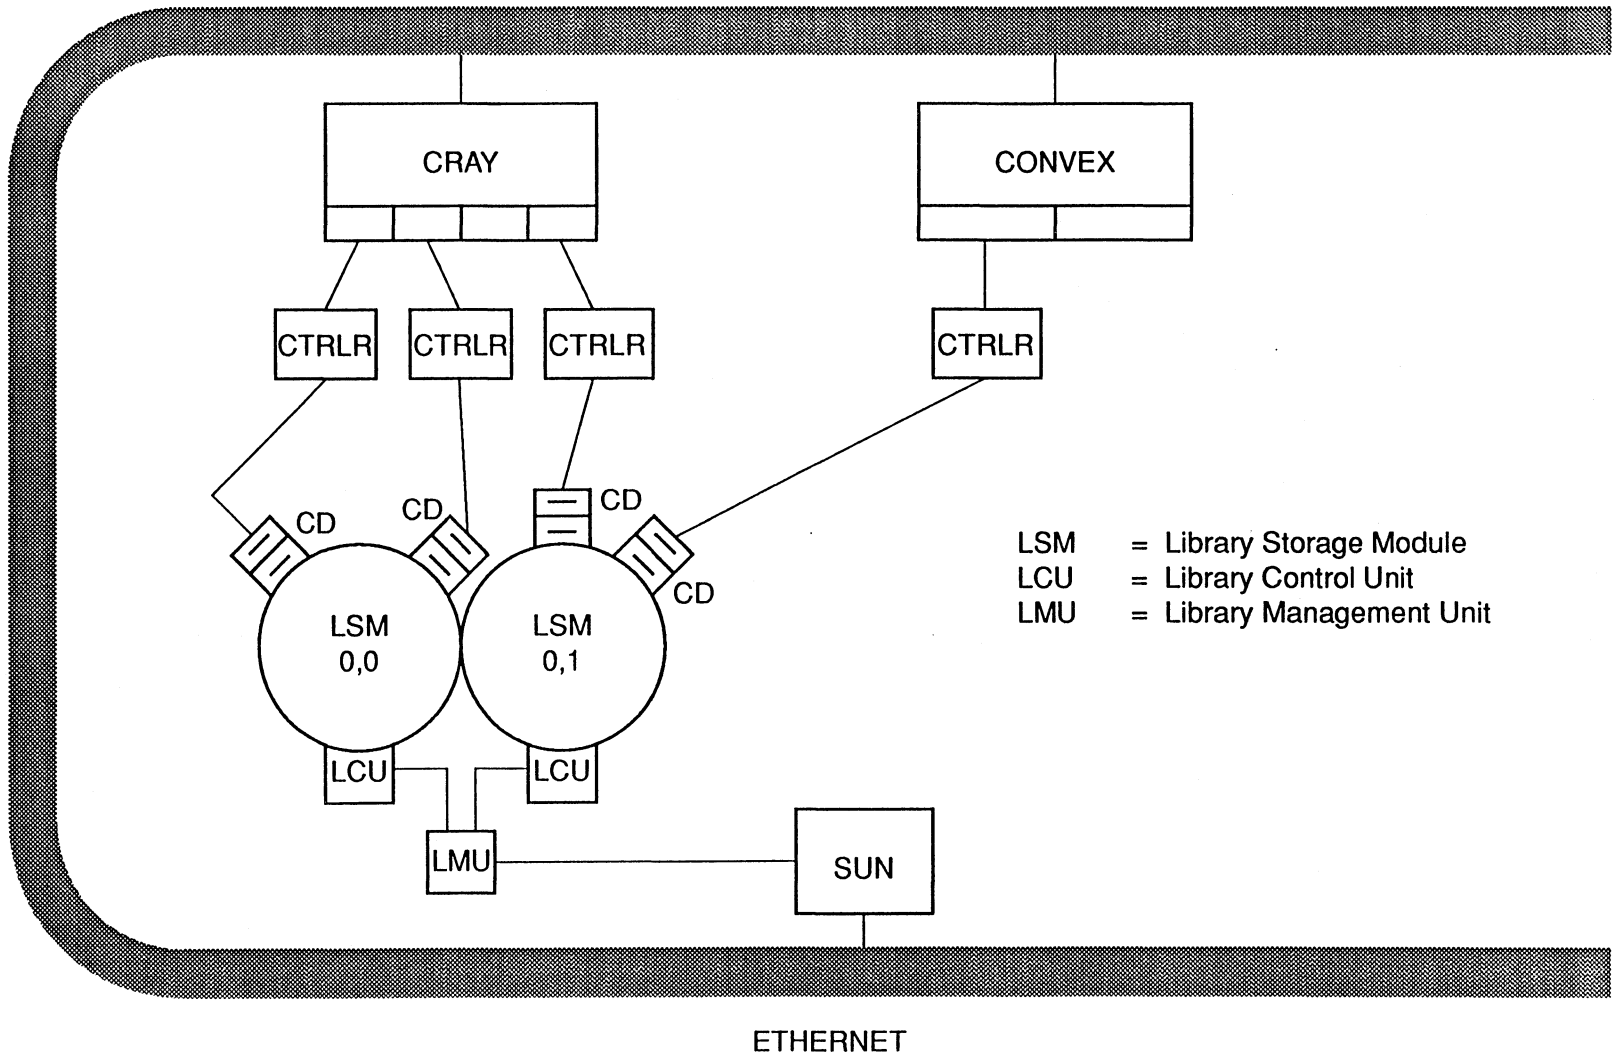 CRAY
CONVEX
CTRLR
CTRLR
CTRLR
CTRLR
CD
CD
CD
CD
LSM
0,0
LSM
0,1
LSM = Library Storage Module
LCU = Library Control Unit
LMU = Library Management Unit
LCU
LCU
LMU
SUN
ETHERNET